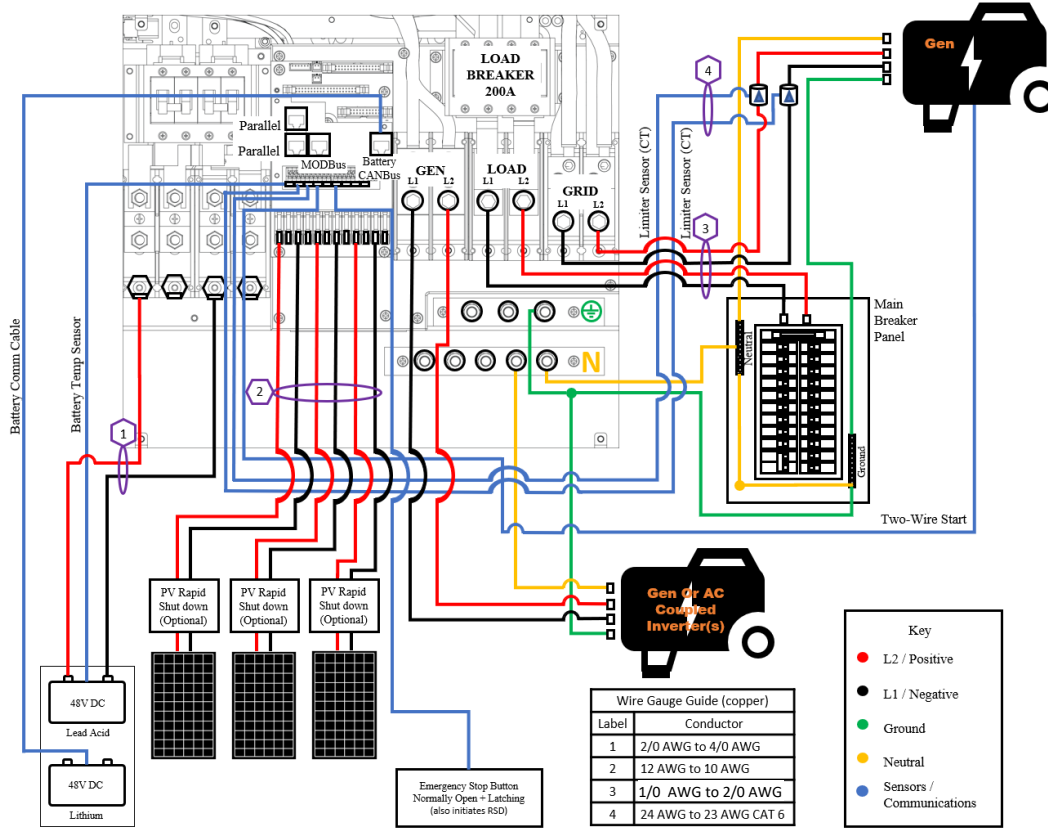 LOAD
BREAKER
200A
Gen
4
Parallel
Parallel
MODBus
Battery
CANBus
GEN
L1
L2
LOAD
L1
L2
GRID
L1
L2
Limiter Sensor (CT)
Limiter Sensor (CT)
3
Battery Comm Cable
Battery Temp Sensor
N
Main
Breaker
Panel
Neutral
Ground
2
1
Two-Wire Start
PV Rapid
Shut down
(Optional)
PV Rapid
Shut down
(Optional)
PV Rapid
Shut down
(Optional)
Gen Or AC
Coupled
Inverter(s)
48V DC
Lead Acid
48V DC
Lithium
Emergency Stop Button
Normally Open + Latching
(also initiates RSD)
Wire Gauge Guide (copper)
Label Conductor
1 2/0 AWG to 4/0 AWG
2 12 AWG to 10 AWG
3 1/0 AWG to 2/0 AWG
4 24 AWG to 23 AWG CAT 6
Key
L2 / Positive
L1 / Negative
Ground
Neutral
Sensors /
Communications